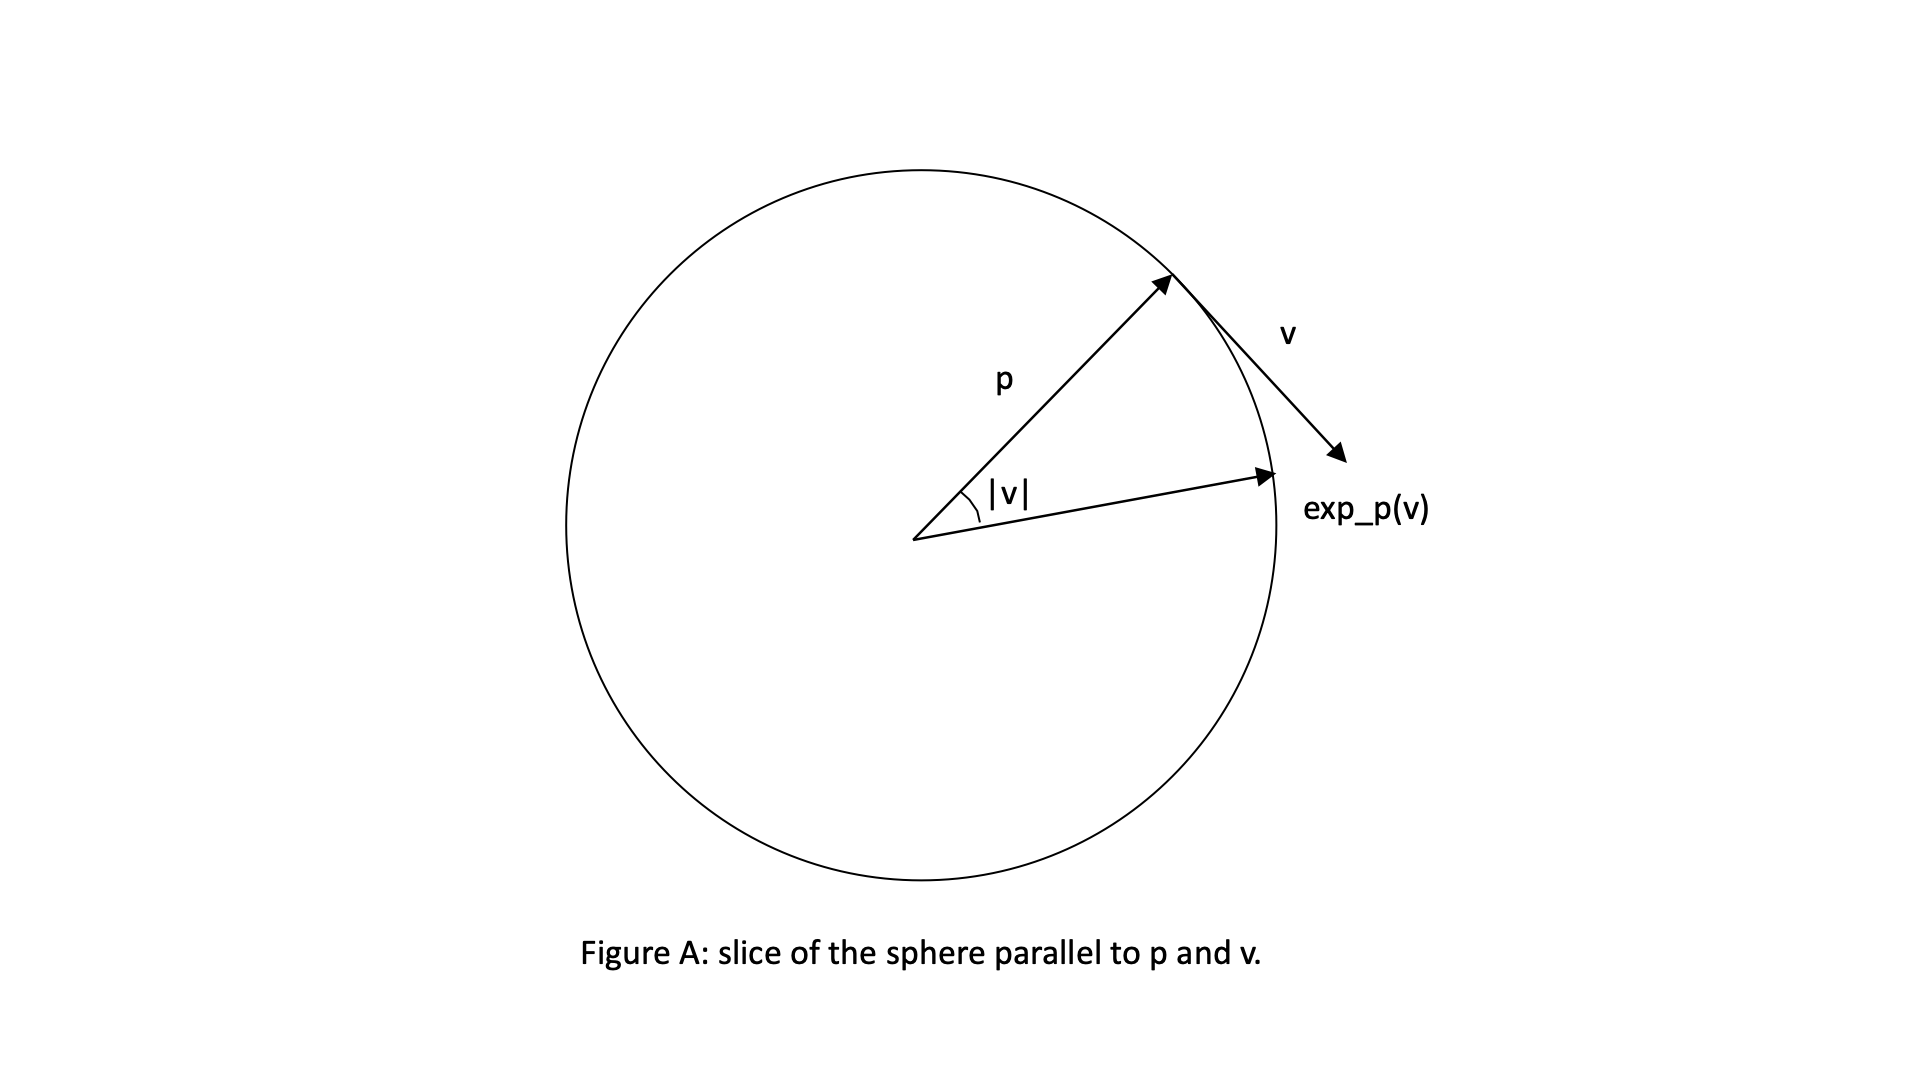 v
p
|v|
exp_p(v)
Figure A: slice of the sphere parallel to p and v.